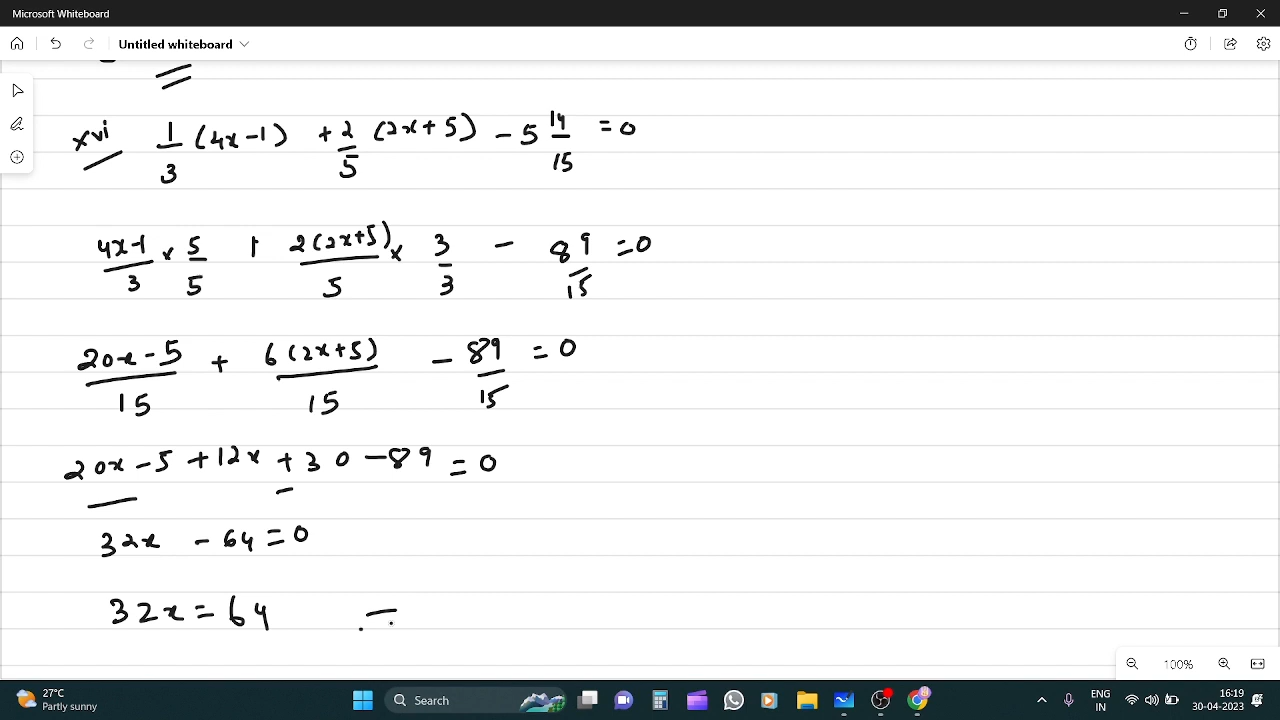 Microsoft Whiteboard
Untitled whiteboard
xvi 1/3 (4x-1) + 2/5 (2x+5) - 5 14/15 = 0
4x-1/3 × 5/5 + 2(2x+5)/5 × 3/3 - 89/15 = 0
20x-5/15 + 6(2x+5)/15 - 89/15 = 0
20x-5+12x+30-89=0
32x - 64 = 0
32x = 64
100%
27°C
Partly sunny
Search
8
ENG
IN
16:19
30-04-2023